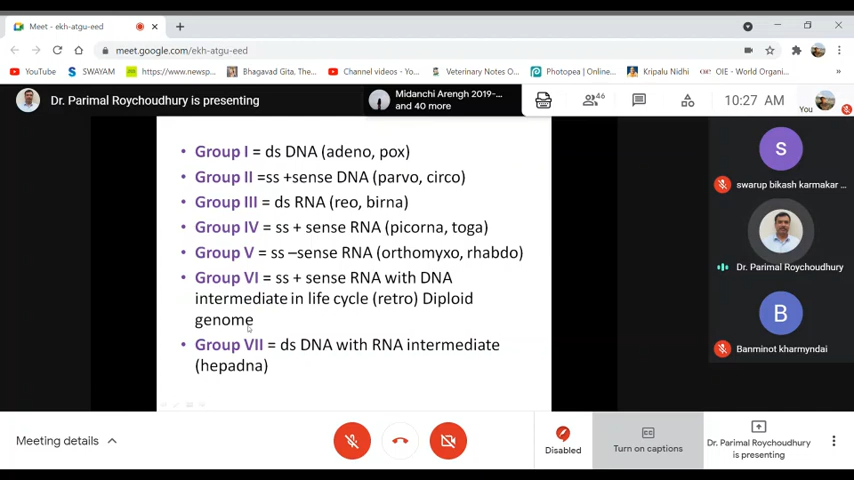 Meet - ekh-atgu-eed
meet.google.com/ekh-atgu-eed
YouTube
SWAYAM
https://www.newsp...
Bhagavad Gita, The...
Channel videos - Yo...
Veterinary Notes O...
Photopea | Online...
Kripalu Nidhi
OIE - World Organi...
Dr. Parimal Roychoudhury is presenting
Midanchi Arengh 2019-...
and 40 more
46
10:27 AM
You
• Group I = ds DNA (adeno, pox)
• Group II =ss +sense DNA (parvo, circo)
• Group III = ds RNA (reo, birna)
• Group IV = ss + sense RNA (picorna, toga)
• Group V = ss –sense RNA (orthomyxo, rhabdo)
• Group VI = ss + sense RNA with DNA
intermediate in life cycle (retro) Diploid
genome
• Group VII = ds DNA with RNA intermediate
(hepadna)
S
swarup bikash karmakar
Dr. Parimal Roychoudhury
B
Banminot kharmyndai
Meeting details
Disabled
CC
Turn on captions
Dr. Parimal Roychoudhury
is presenting